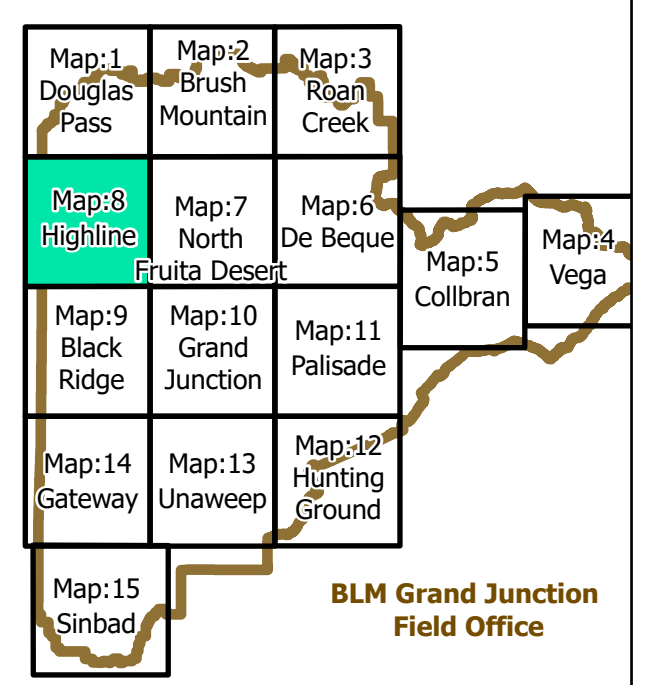 Map:1
Douglas
Pass
Map:2
Brush
Mountain
Map:3
Roan
Creek
Map:8
Highline
Map:7
North
Fruita Desert
Map:6
De Beque
Map:5
Collbran
Map:4
Vega
Map:9
Black
Ridge
Map:10
Grand
Junction
Map:11
Palisade
Map:14
Gateway
Map:13
Unaweep
Map:12
Hunting
Ground
Map:15
Sinbad
BLM Grand Junction
Field Office